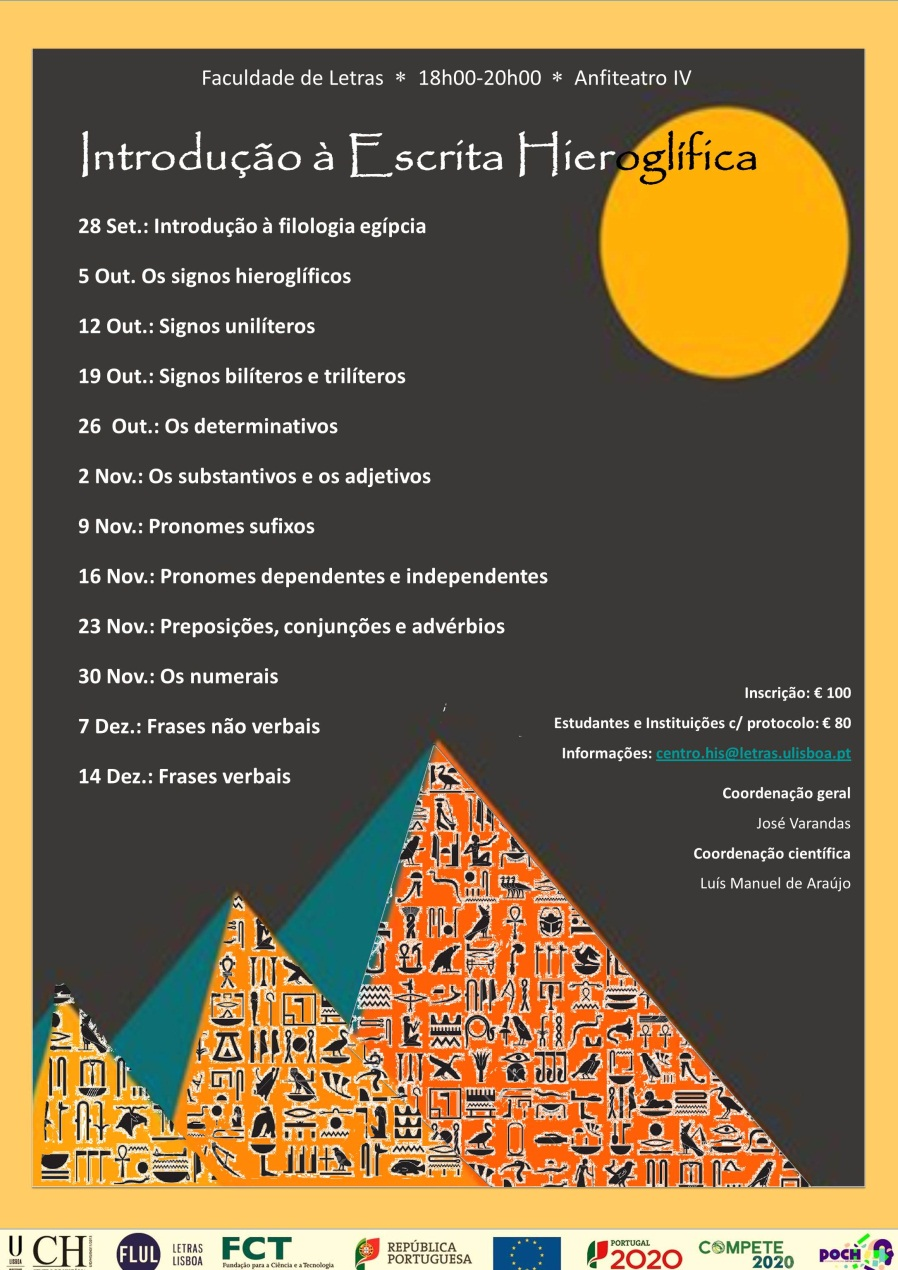 Faculdade de Letras * 18h00-20h00 * Anfiteatro IV
Introdução à Escrita Hieroglífica
28 Set.: Introdução à filologia egípcia
5 Out. Os signos hieroglíficos
12 Out.: Signos unilíteros
19 Out.: Signos bilíteros e trilíteros
26 Out.: Os determinativos
2 Nov.: Os substantivos e os adjetivos
9 Nov.: Pronomes sufixos
16 Nov.: Pronomes dependentes e independentes
23 Nov.: Preposições, conjunções e advérbios
30 Nov.: Os numerais
7 Dez.: Frases não verbais
14 Dez.: Frases verbais
Inscrição: € 100
Estudantes e Instituições c/ protocolo: € 80
Informações: centro.his@letras.ulisboa.pt
Coordenação geral
José Varandas
Coordenação científica
Luís Manuel de Araújo
U
LISBOA
CH
FLUL
LETRAS
LISBOA
FCT
Fundação para a Ciência e a Tecnologia
REPÚBLICA
PORTUGUESA
PORTUGAL
2020
COMPETE
2020
POCH